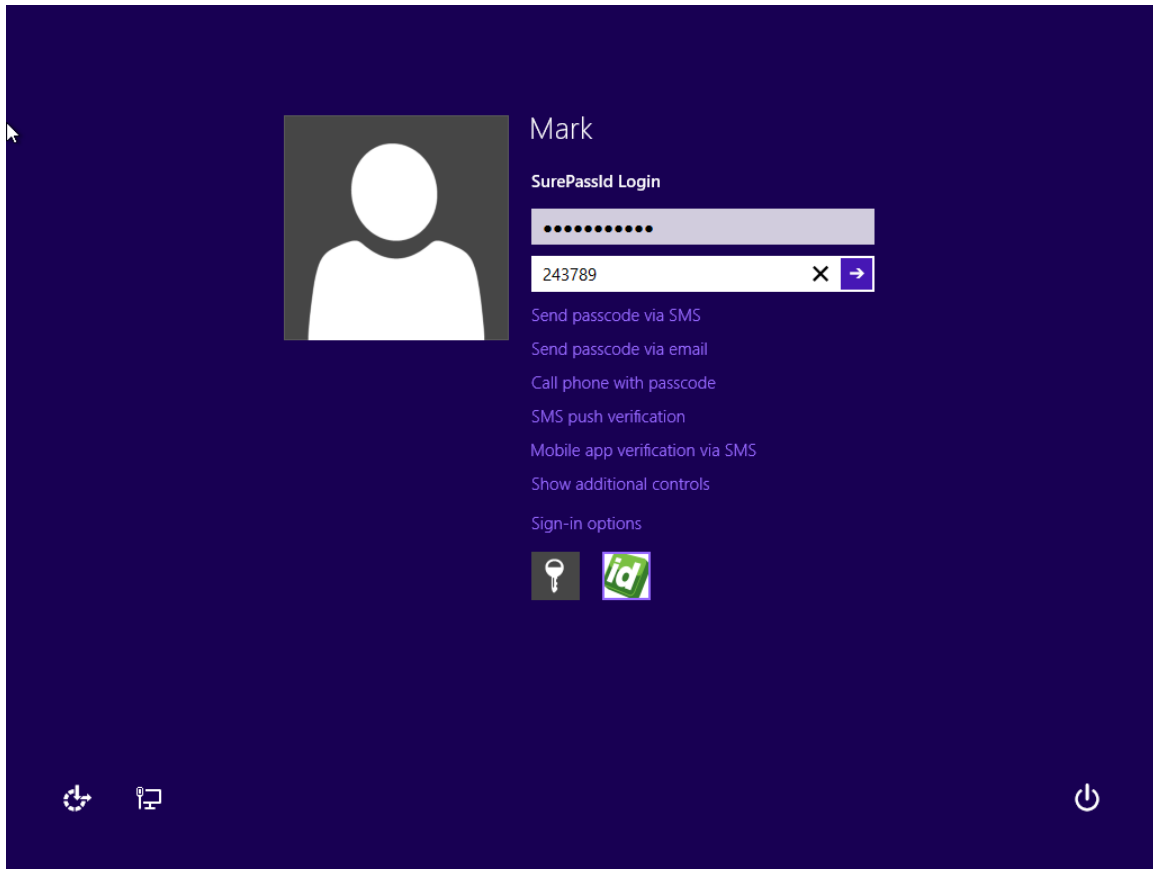 Mark
SurePassId Login
•••••••••••
243789
Send passcode via SMS
Send passcode via email
Call phone with passcode
SMS push verification
Mobile app verification via SMS
Show additional controls
Sign-in options
id